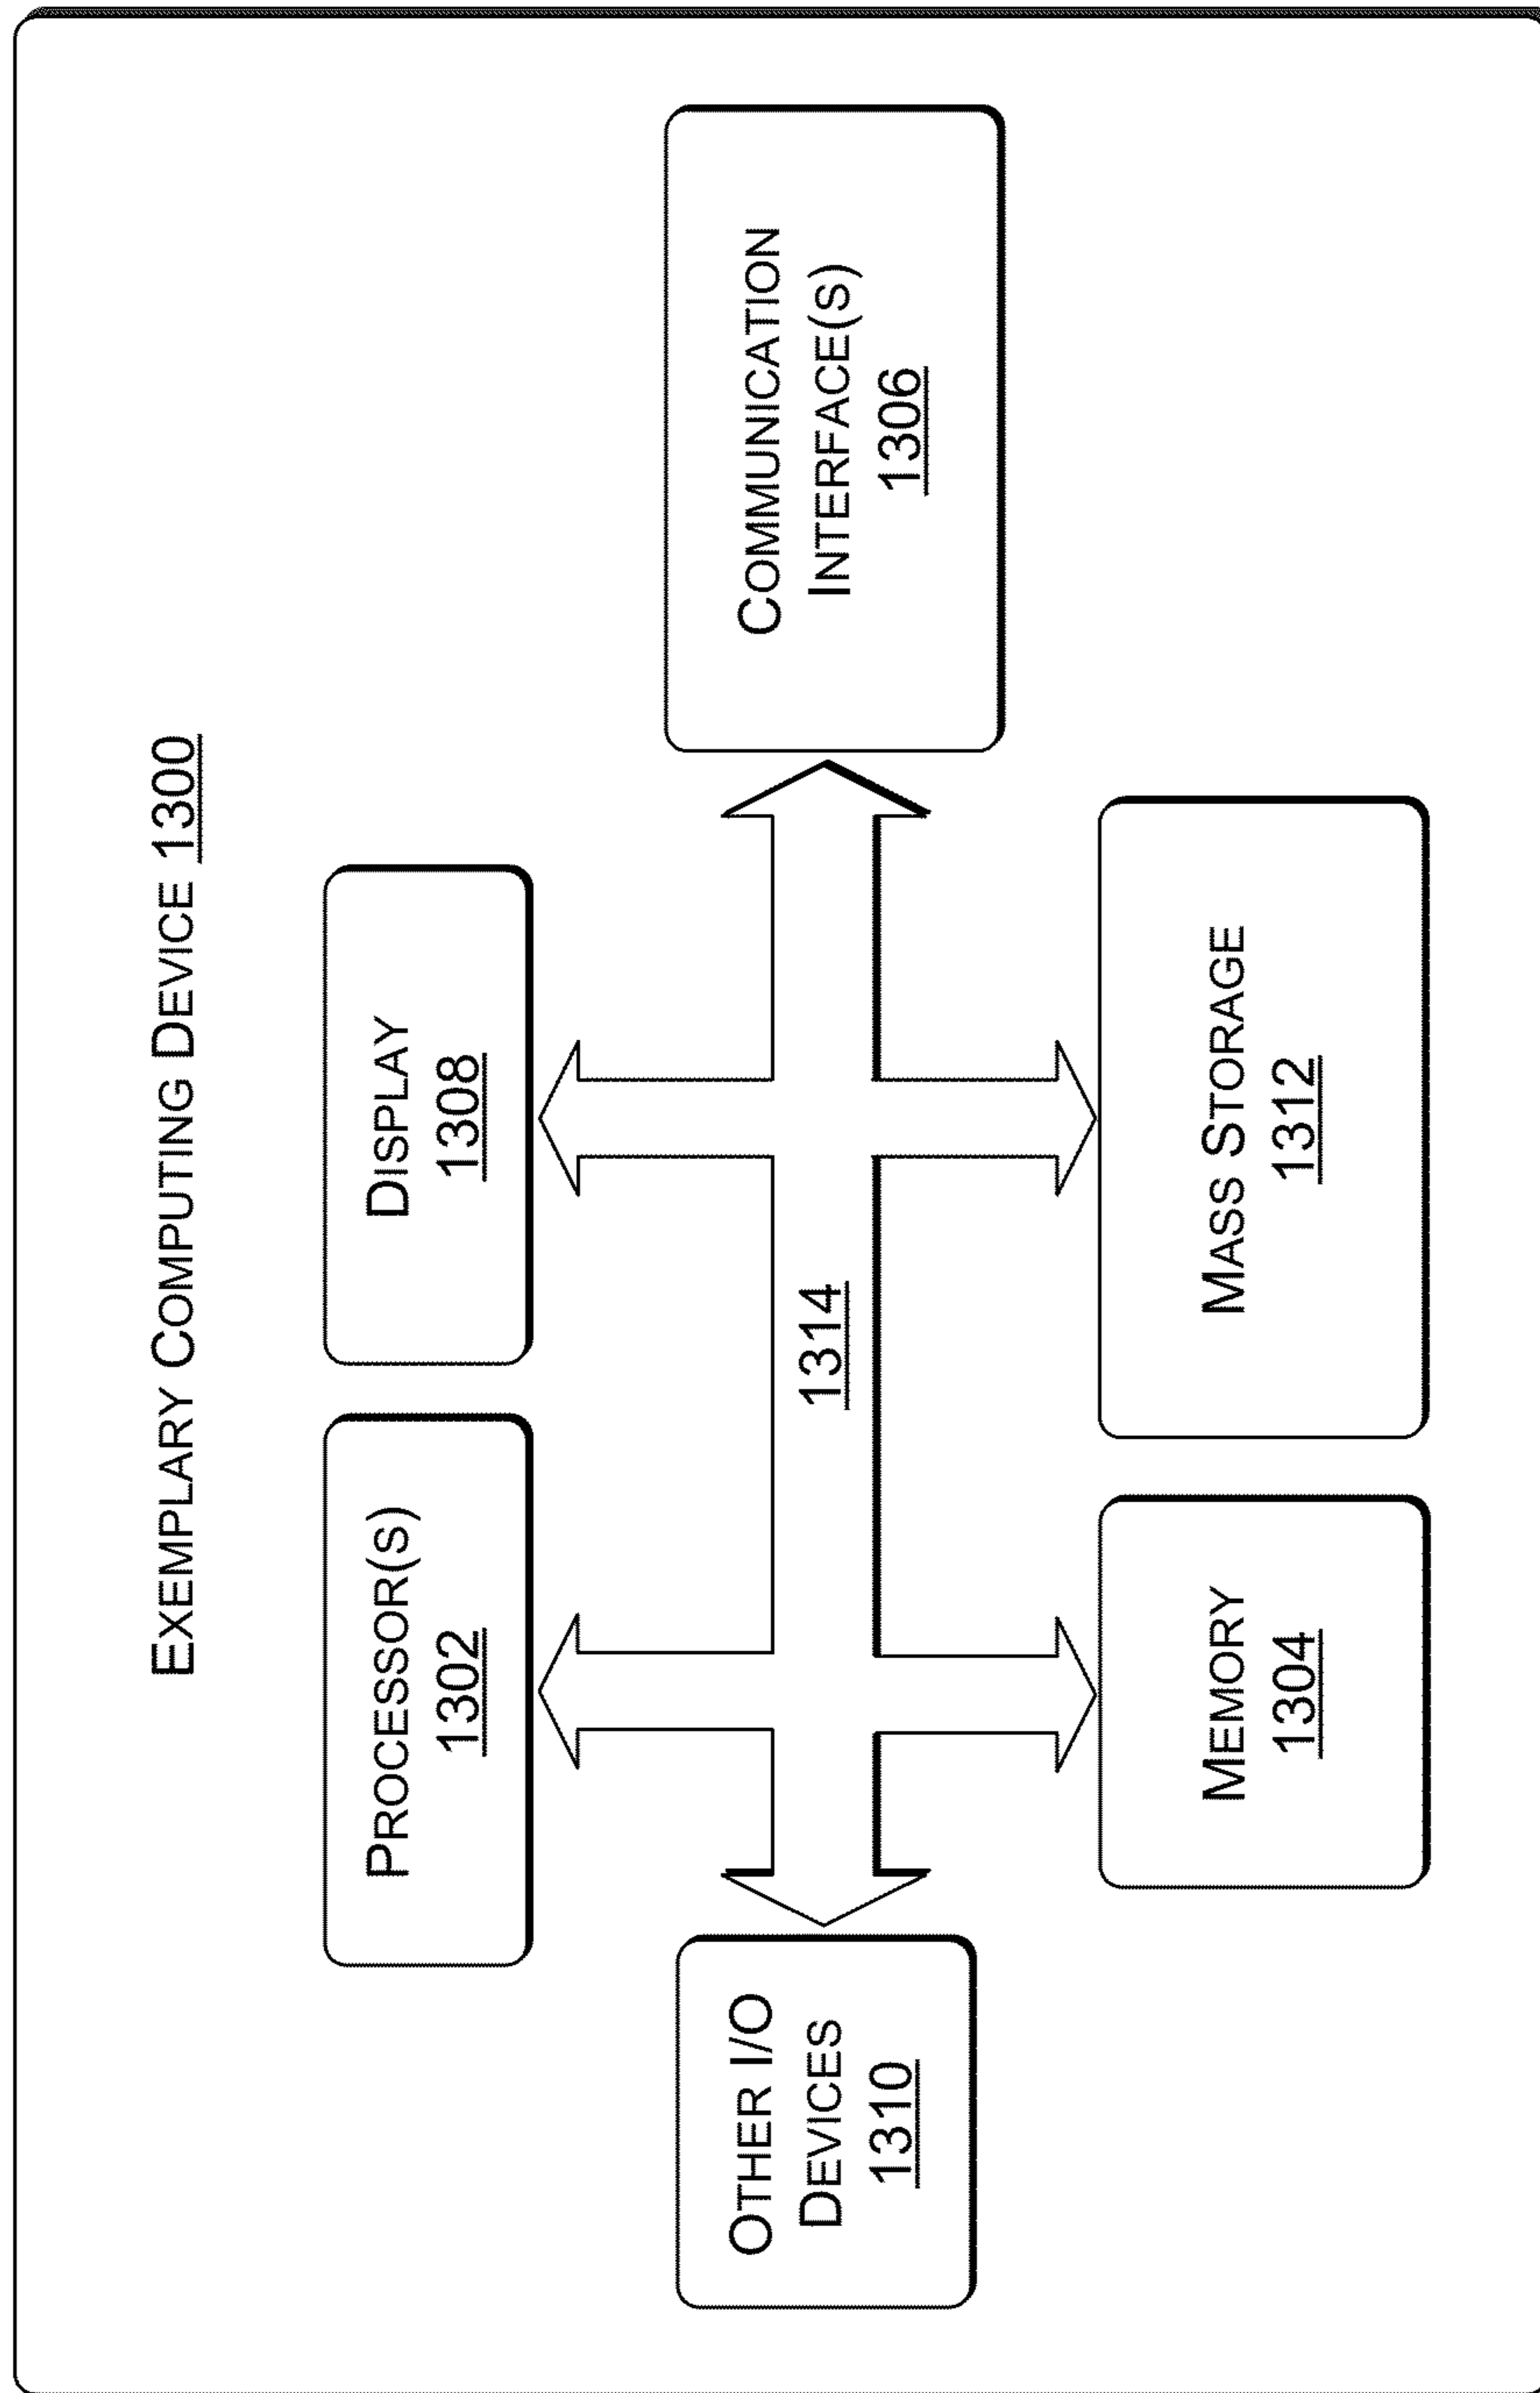 EXEMPLARY COMPUTING DEVICE 1300
PROCESSOR(S)
1302
DISPLAY
1308
OTHER I/O
DEVICES
1310
1314
COMMUNICATION
INTERFACE(S)
1306
MEMORY
1304
MASS STORAGE
1312